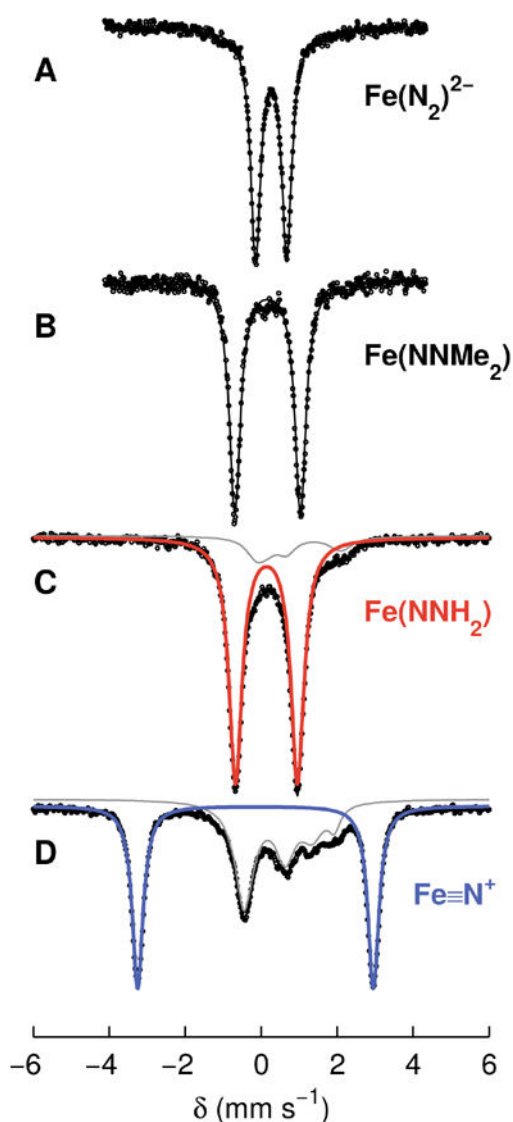 A
Fe(N₂)²⁻
B
Fe(NNMe₂)
C
Fe(NNH₂)
D
Fe≡N⁺
−6 −4 −2 0 2 4 6
δ (mm s⁻¹)